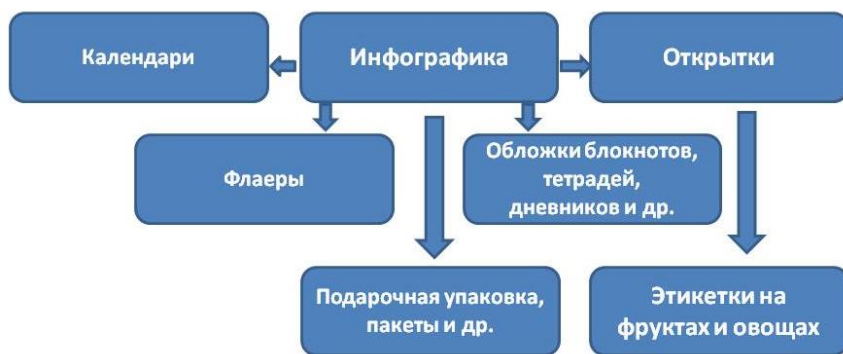 Календари
Инфографика
Открытки
Флаеры
Обложки блокнотов,
тетрадей,
дневников и др.
Подарочная упаковка,
пакеты и др.
Этикетки на
фруктах и овощах